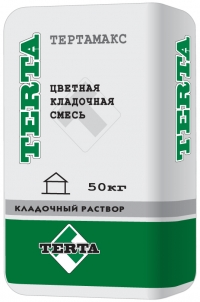 TERTA
ТЕРТАМАКС
ЦВЕТНАЯ
КЛАДОЧНАЯ
СМЕСЬ
50кг
КЛАДОЧНЫЙ РАСТВОР
TERTA
TERTA